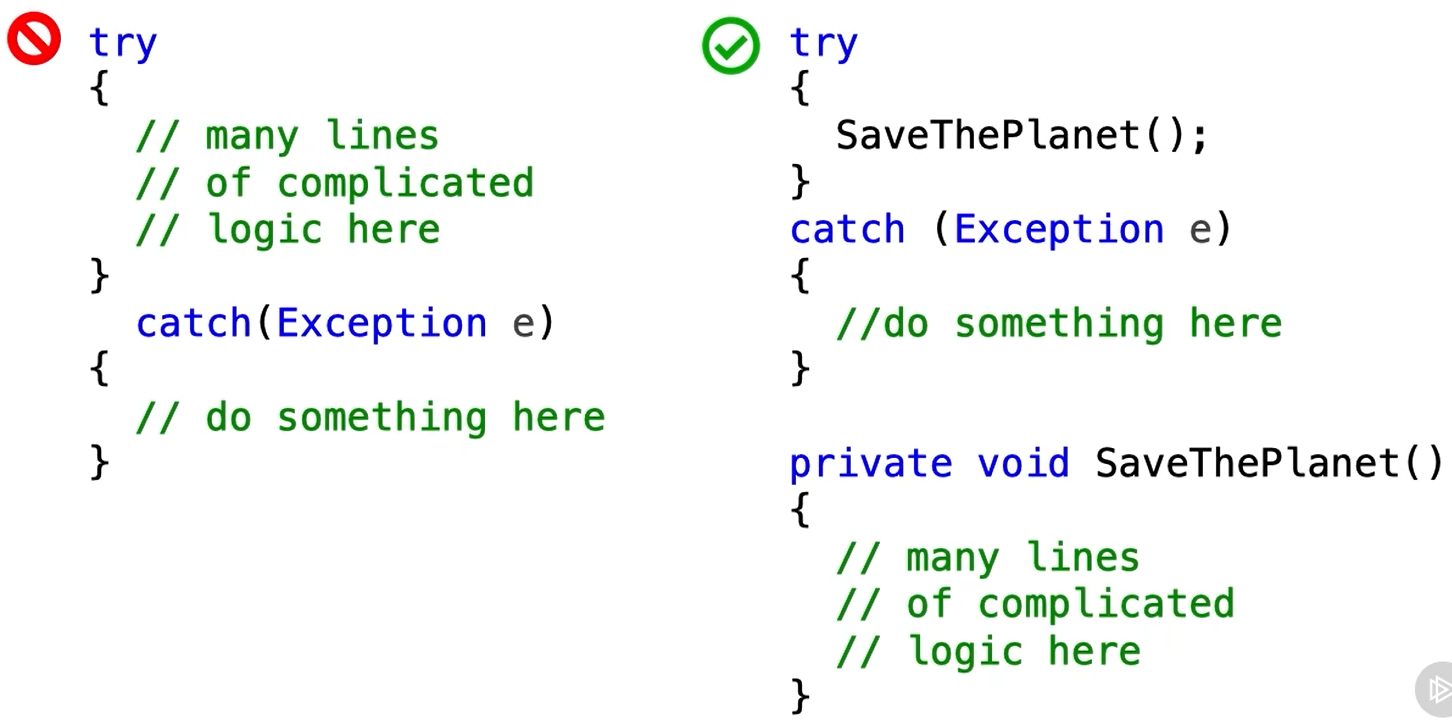 try
{
// many lines
// of complicated
// logic here
}
catch(Exception e)
{
// do something here
}
try
{
SaveThePlanet();
}
catch (Exception e)
{
//do something here
}
private void SaveThePlanet()
{
// many lines
// of complicated
// logic here
}